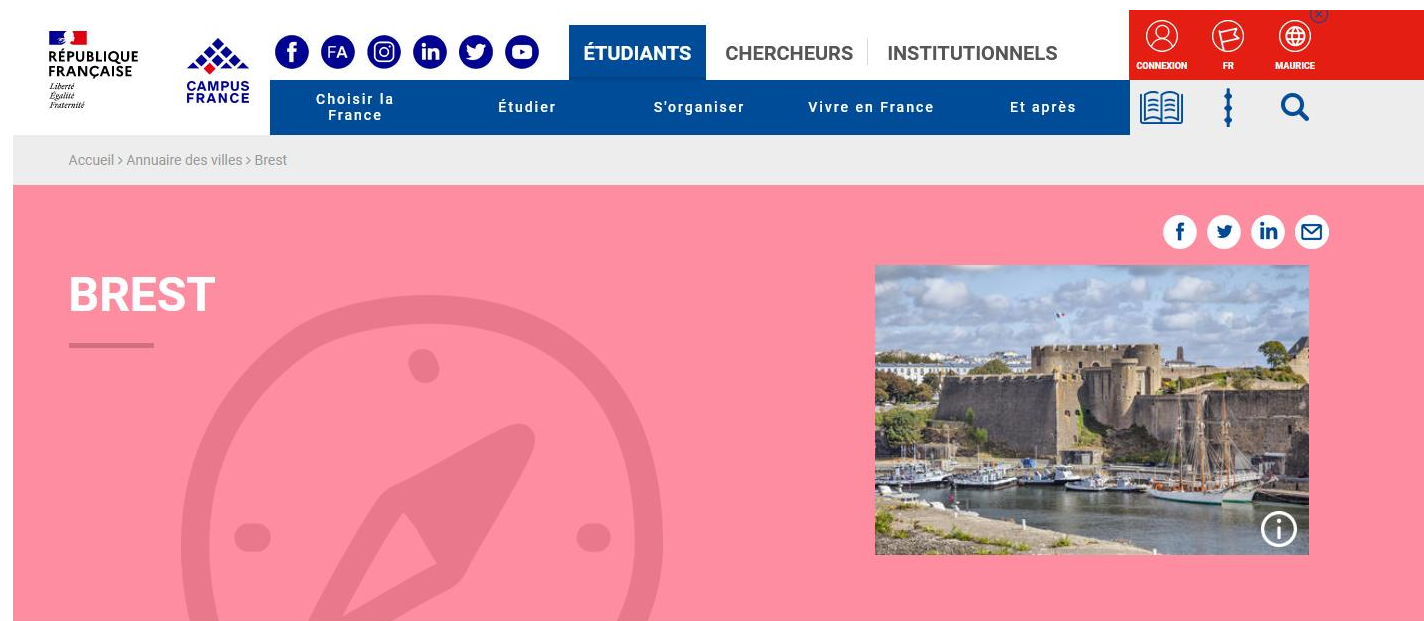 RÉPUBLIQUE
FRANÇAISE
Liberté
Égalité
Fraternité
CAMPUS
FRANCE
FA
ÉTUDIANTS
CHERCHEURS
INSTITUTIONNELS
CONNEXION
FR
MAURICE
Choisir la
France
Étudier
S'organiser
Vivre en France
Et après
Accueil > Annuaire des villes > Brest
BREST